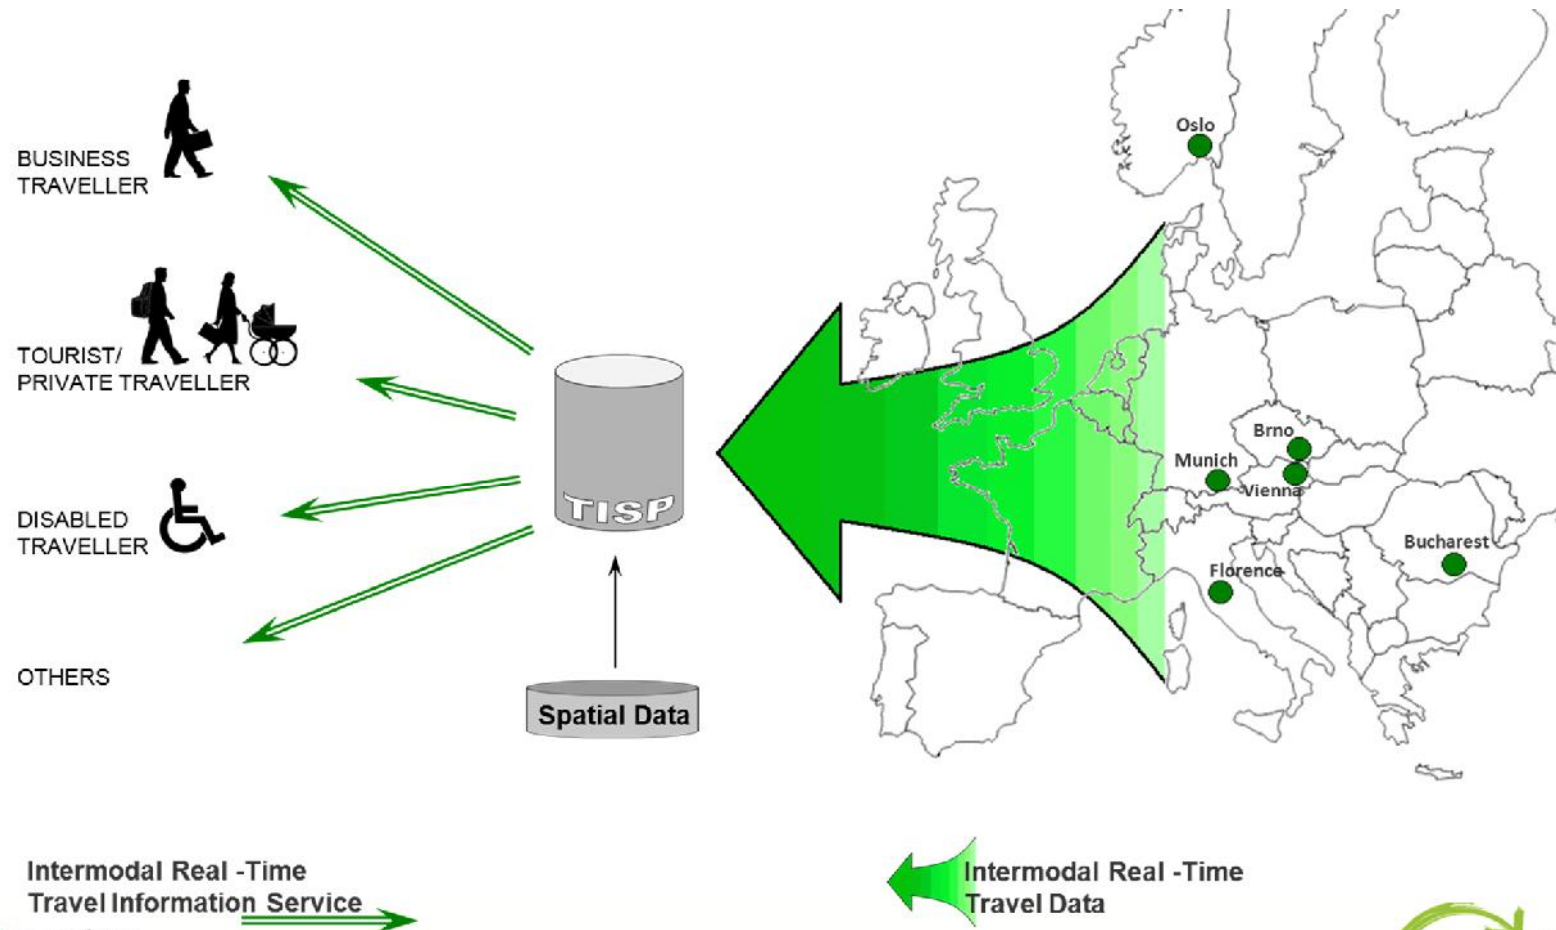 BUSINESS
TRAVELLER
TOURIST/
PRIVATE TRAVELLER
DISABLED
TRAVELLER
OTHERS
TISP
Spatial Data
Oslo
Brno
Munich
Vienna
Bucharest
Florence
Intermodal Real -Time
Travel Information Service
Intermodal Real -Time
Travel Data